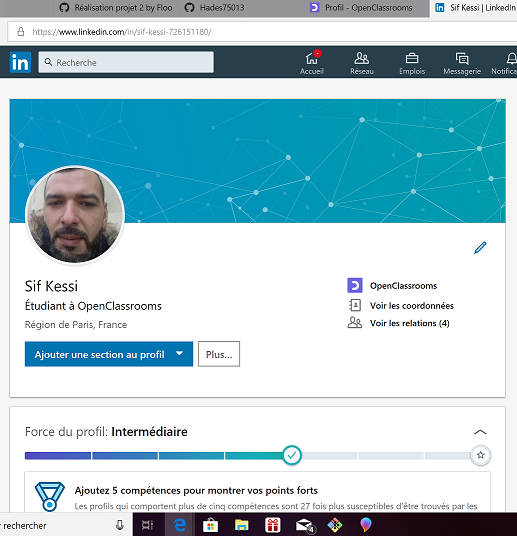 Réalisation projet 2 by Floo
Hades75013
Profil - OpenClassrooms
Sif Kessi | LinkedIn
https://www.linkedin.com/in/sif-kessi-726151180/
in
Recherche
Accueil
Réseau
Emplois
Messagerie
Notifica
Sif Kessi
Étudiant à OpenClassrooms
Région de Paris, France
OpenClassrooms
Voir les coordonnées
Voir les relations (4)
Ajouter une section au profil
Plus...
Force du profil: Intermédiaire
Ajoutez 5 compétences pour montrer vos points forts
Les profils qui comportent plus de cinq compétences sont 27 fois plus susceptibles d'être trouvés par les
rechercher
4